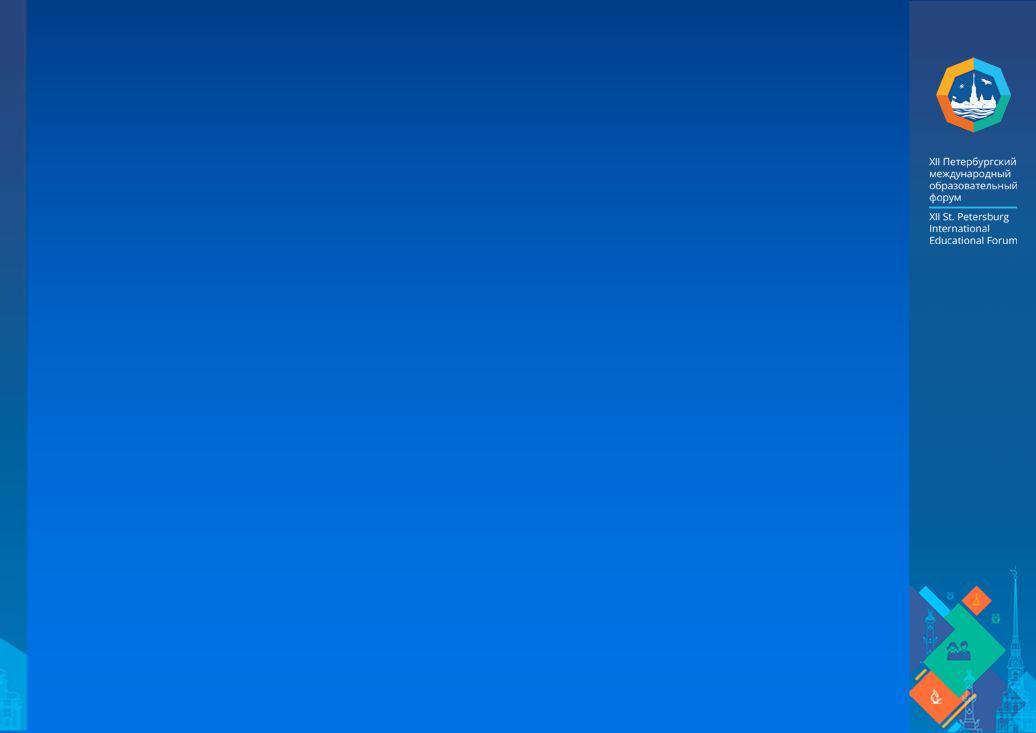 XII Петербургский
международный
образовательный
форум
XII St. Petersburg
International
Educational Forum